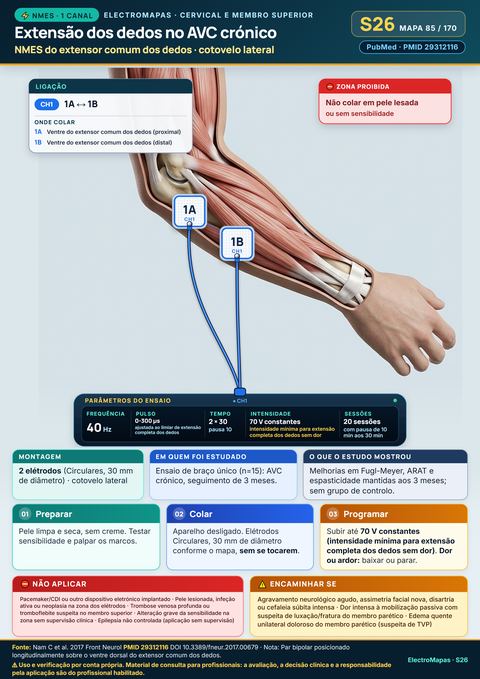 NMES · 1 CANAL
ELECTROMAPAS · CERVICAL E MEMBRO SUPERIOR
Extensão dos dedos no AVC crónico
NMES do extensor comum dos dedos · cotovelo lateral
S26 MAPA 85 / 170
PubMed · PMID 29312116
LIGAÇÃO
CH1 1A ↔ 1B
ONDE COLAR
1A Ventre do extensor comum dos dedos (proximal)
1B Ventre do extensor comum dos dedos (distal)
ZONA PROIBIDA
Não colar em pele lesada
ou sem sensibilidade
1A
CH1
1B
CH1
PARÂMETROS DO ENSAIO
CH1
FREQUÊNCIA
40 Hz
PULSO
0-300 µs
ajustada ao limiar de extensão
completa dos dedos
TEMPO
2 × 30
pausa 10
INTENSIDADE
70 V constantes
intensidade mínima para extensão
completa dos dedos sem dor
SESSÕES
20 sessões
com pausa de 10
min aos 30 min
MONTAGEM
2 elétrodos (Circulares, 30 mm
de diâmetro) · cotovelo lateral
EM QUEM FOI ESTUDADO
Ensaio de braço único (n=15): AVC
crónico, seguimento de 3 meses.
O QUE O ESTUDO MOSTROU
Melhorias em Fugl-Meyer, ARAT e
espasticidade mantidas aos 3 meses;
sem grupo de controlo.
01 Preparar
Pele limpa e seca, sem creme. Testar
sensibilidade e palpar os marcos.
02 Colar
Aparelho desligado. Elétrodos
Circulares, 30 mm de diâmetro
conforme o mapa, sem se tocarem.
03 Programar
Subir até 70 V constantes
(intensidade mínima para extensão
completa dos dedos sem dor). Dor
ou ardor: baixar ou parar.
NÃO APLICAR
Pacemaker/CDI ou outro dispositivo eletrónico implantado · Pele lesionada, infeção
ativa ou neoplasia na zona dos elétrodos · Trombose venosa profunda ou
tromboflebite suspeita no membro superior · Alteração grave da sensibilidade na
zona sem supervisão clínica · Epilepsia não controlada (aplicação sem supervisão)
ENCAMINHAR SE
Agravamento neurológico agudo, assimetria facial nova, disartria
ou cefaleia súbita intensa · Dor intensa à mobilização passiva com
suspeita de luxação/fratura do membro parético · Edema quente
unilateral doloroso do membro parético (suspeita de TVP)
Fonte: Nam C et al. 2017 Front Neurol PMID 29312116 DOI 10.3389/fneur.2017.00679 · Nota: Par bipolar posicionado
longitudinalmente sobre o ventre dorsal do extensor comum dos dedos.
Uso e verificação por conta própria. Material de consulta para profissionais: a avaliação, a decisão clínica e a responsabilidade
pela aplicação são do profissional habilitado.
ElectroMapas · S26